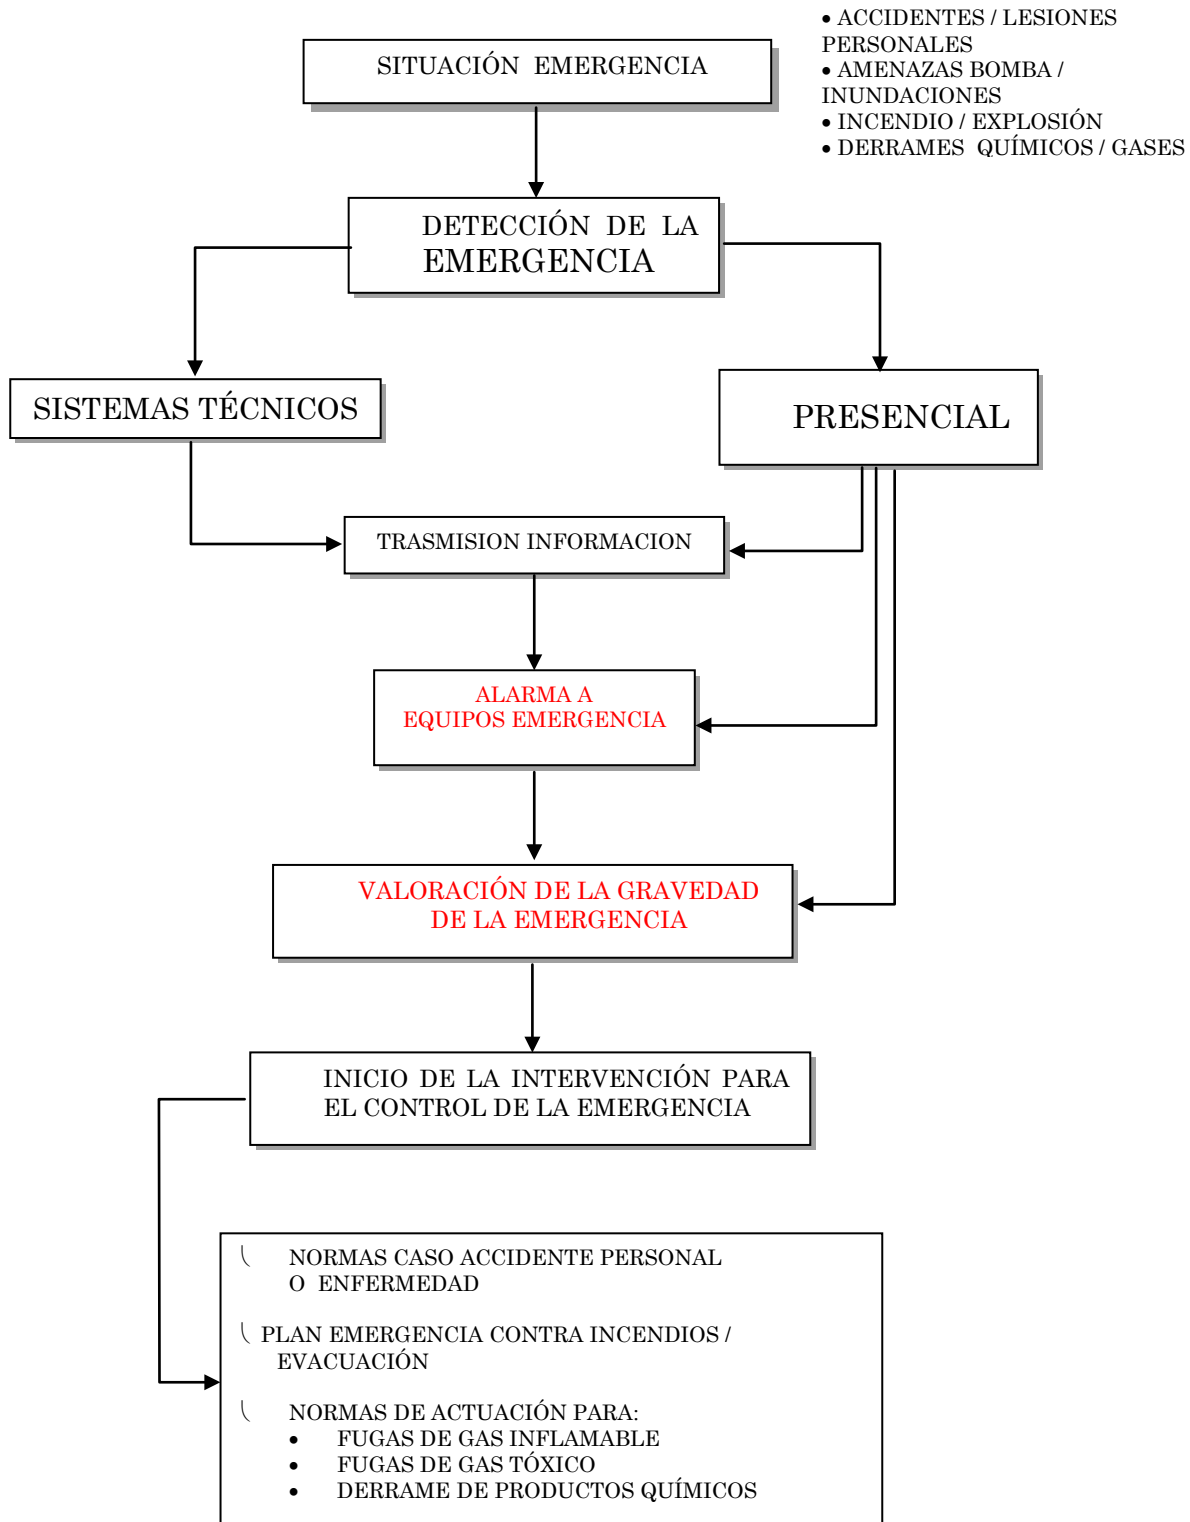 • ACCIDENTES / LESIONES
PERSONALES
• AMENAZAS BOMBA /
INUNDACIONES
• INCENDIO / EXPLOSIÓN
• DERRAMES QUÍMICOS / GASES
SITUACIÓN EMERGENCIA
DETECCIÓN DE LA
EMERGENCIA
SISTEMAS TÉCNICOS
PRESENCIAL
TRASMISION INFORMACION
ALARMA A
EQUIPOS EMERGENCIA
VALORACIÓN DE LA GRAVEDAD
DE LA EMERGENCIA
INICIO DE LA INTERVENCIÓN PARA
EL CONTROL DE LA EMERGENCIA
NORMAS CASO ACCIDENTE PERSONAL
O ENFERMEDAD
PLAN EMERGENCIA CONTRA INCENDIOS /
EVACUACIÓN
NORMAS DE ACTUACIÓN PARA:
• FUGAS DE GAS INFLAMABLE
• FUGAS DE GAS TÓXICO
• DERRAME DE PRODUCTOS QUÍMICOS